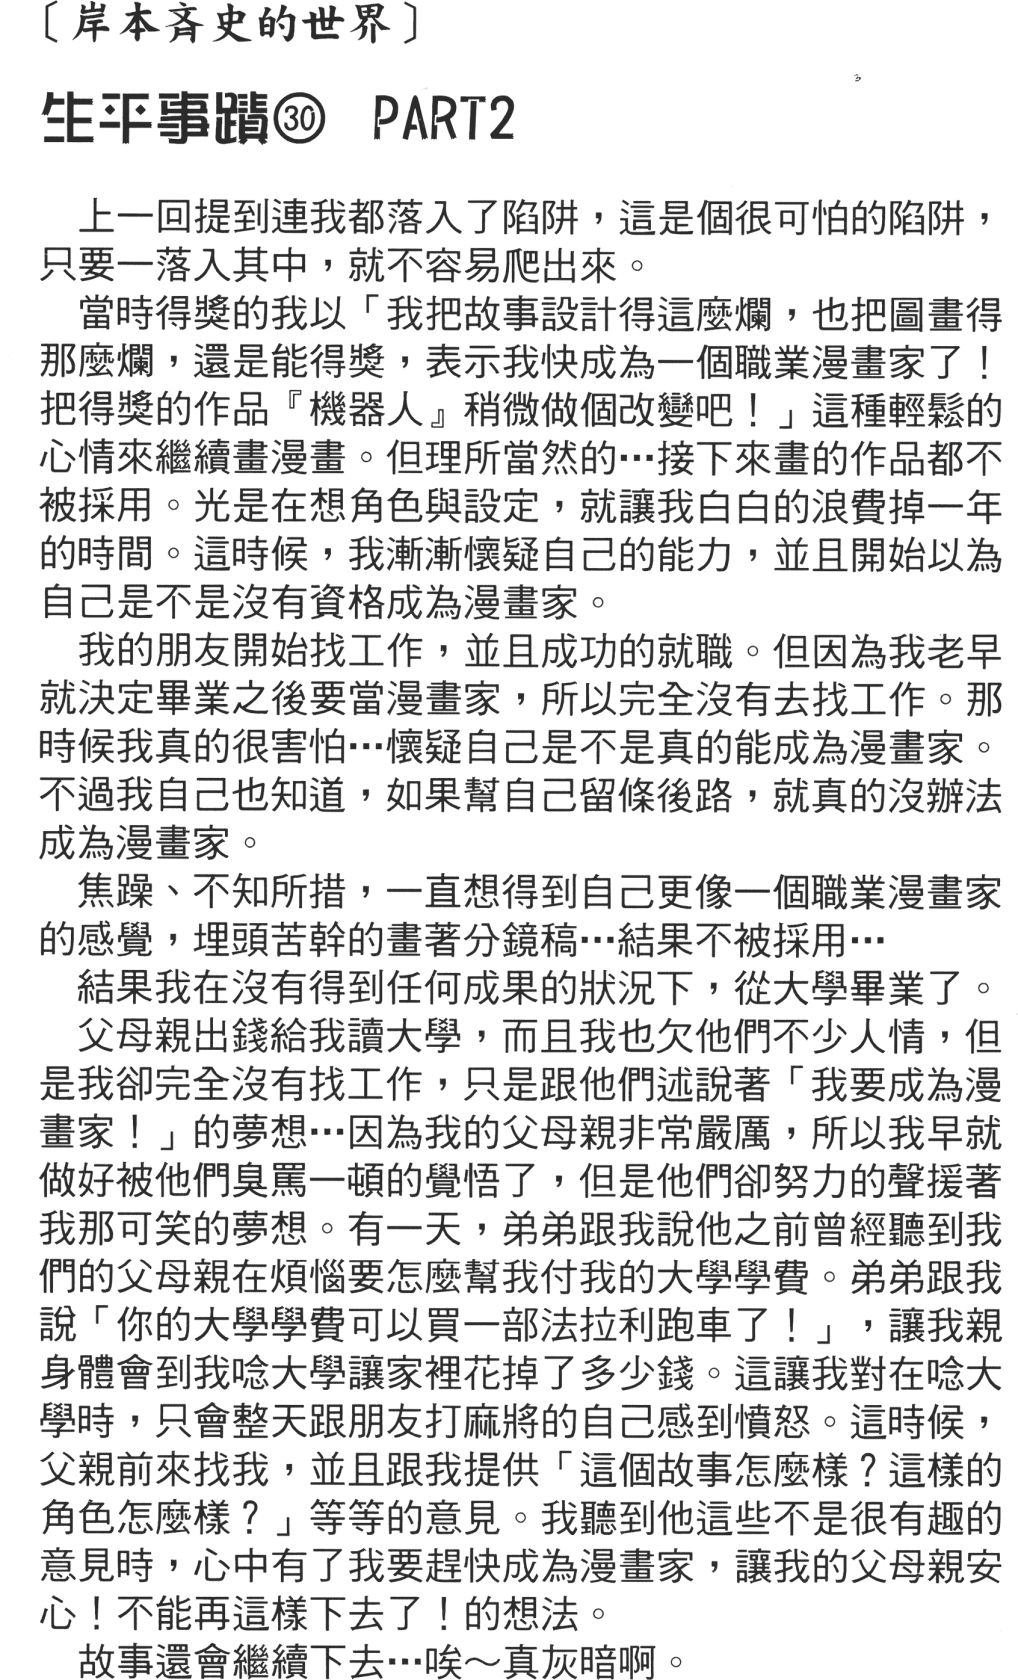 〔岸本斉史的世界〕
生平事蹟㉚ PART2
上一回提到連我都落入了陷阱，這是個很可怕的陷阱，
只要一落入其中，就不容易爬出來。
當時得獎的我以「我把故事設計得這麼爛，也把圖畫得
那麼爛，還是能得獎，表示我快成為一個職業漫畫家了！
把得獎的作品『機器人』稍微做個改變吧！」這種輕鬆的
心情來繼續畫漫畫。但理所當然的…接下來畫的作品都不
被採用。光是在想角色與設定，就讓我白白的浪費掉一年
的時間。這時候，我漸漸懷疑自己的能力，並且開始以為
自己是不是沒有資格成為漫畫家。
我的朋友開始找工作，並且成功的就職。但因為我老早
就決定畢業之後要當漫畫家，所以完全沒有去找工作。那
時候我真的很害怕…懷疑自己是不是真的能成為漫畫家。
不過我自己也知道，如果幫自己留條後路，就真的沒辦法
成為漫畫家。
焦躁、不知所措，一直想得到自己更像一個職業漫畫家
的感覺，埋頭苦幹的畫著分鏡稿…結果不被採用…
結果我在沒有得到任何成果的狀況下，從大學畢業了。
父母親出錢給我讀大學，而且我也欠他們不少人情，但
是我卻完全沒有找工作，只是跟他們述說著「我要成為漫
畫家！」的夢想…因為我的父母親非常嚴厲，所以我早就
做好被他們臭罵一頓的覺悟了，但是他們卻努力的聲援著
我那可笑的夢想。有一天，弟弟跟我說他之前曾經聽到我
們的父母親在煩惱要怎麼幫我付我的大學學費。弟弟跟我
說「你的大學學費可以買一部法拉利跑車了！」，讓我親
身體會到我唸大學讓家裡花掉了多少錢。這讓我對在唸大
學時，只會整天跟朋友打麻將的自己感到憤怒。這時候，
父親前來找我，並且跟我提供「這個故事怎麼樣？這樣的
角色怎麼樣？」等等的意見。我聽到他這些不是很有趣的
意見時，心中有了我要趕快成為漫畫家，讓我的父母親安
心！不能再這樣下去了！的想法。
故事還會繼續下去…唉～真灰暗啊。